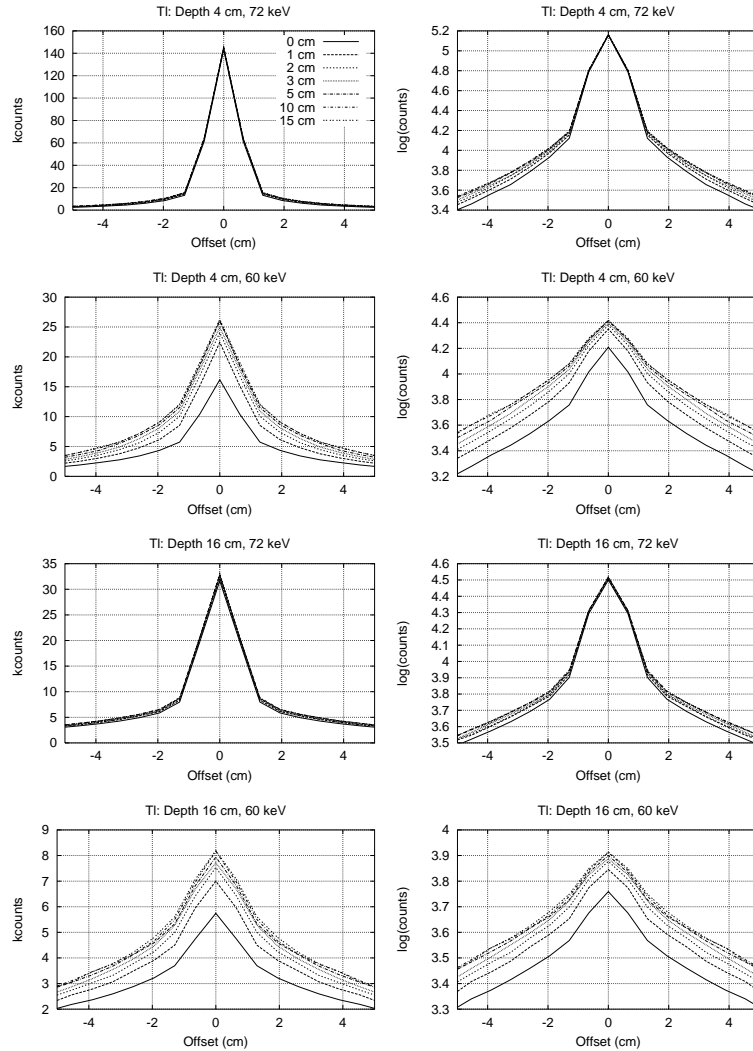 Tl: Depth 4 cm, 72 keV
kcounts
160
140
120
100
80
60
40
20
0
-4 -2 0 2 4
Offset (cm)
0 cm
1 cm
2 cm
3 cm
5 cm
10 cm
15 cm
Tl: Depth 4 cm, 72 keV
log(counts)
5.2
5
4.8
4.6
4.4
4.2
4
3.8
3.6
3.4
-4 -2 0 2 4
Offset (cm)
Tl: Depth 4 cm, 60 keV
kcounts
30
25
20
15
10
5
0
-4 -2 0 2 4
Offset (cm)
Tl: Depth 4 cm, 60 keV
log(counts)
4.6
4.4
4.2
4
3.8
3.6
3.4
3.2
-4 -2 0 2 4
Offset (cm)
Tl: Depth 16 cm, 72 keV
kcounts
35
30
25
20
15
10
5
0
-4 -2 0 2 4
Offset (cm)
Tl: Depth 16 cm, 72 keV
log(counts)
4.6
4.5
4.4
4.3
4.2
4.1
4
3.9
3.8
3.7
3.6
3.5
-4 -2 0 2 4
Offset (cm)
Tl: Depth 16 cm, 60 keV
kcounts
9
8
7
6
5
4
3
2
-4 -2 0 2 4
Offset (cm)
Tl: Depth 16 cm, 60 keV
log(counts)
4
3.9
3.8
3.7
3.6
3.5
3.4
3.3
-4 -2 0 2 4
Offset (cm)